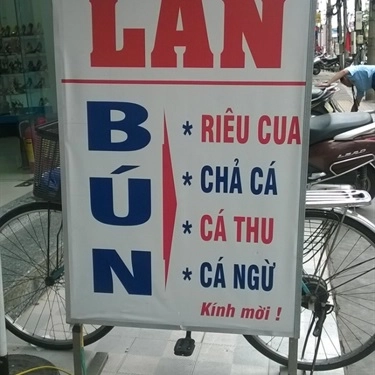 LAN
BÚN
* RIÊU CUA
* CHẢ CÁ
* CÁ THU
* CÁ NGỪ
Kính mời !